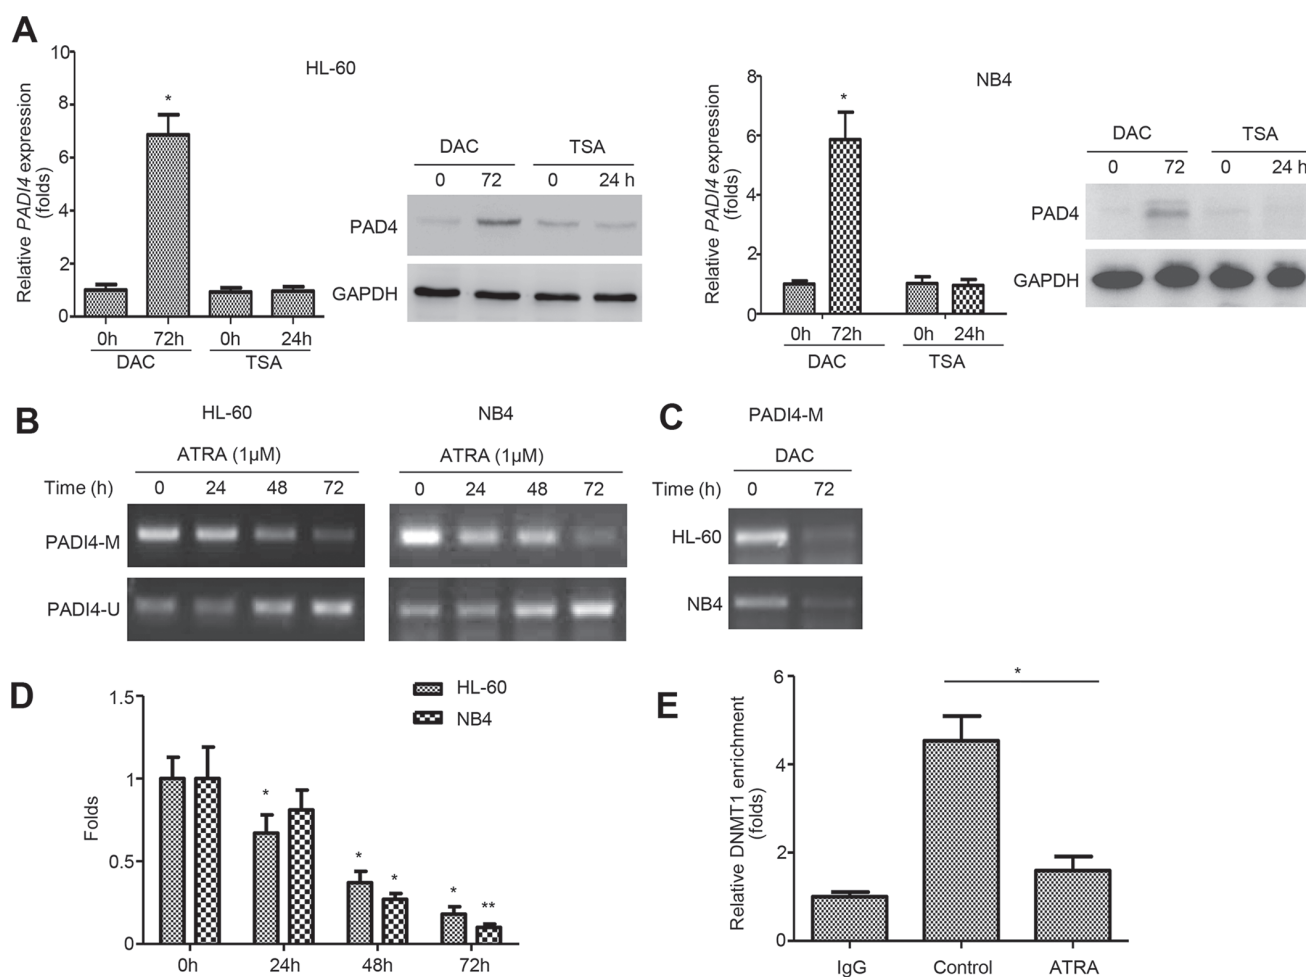 A
HL-60
Relative PADI4 expression
(folds)
10
8
6
4
2
0
*
0h 72h 0h 24h
DAC TSA
DAC TSA
0 72 0 24 h
PAD4
GAPDH
NB4
Relative PADI4 expression
(folds)
8
6
4
2
0
*
0h 72h 0h 24h
DAC TSA
DAC TSA
0 72 0 24 h
PAD4
GAPDH
B
HL-60 NB4
ATRA (1µM) ATRA (1µM)
Time (h) 0 24 48 72 0 24 48 72
PADI4-M
PADI4-U
C
PADI4-M
DAC
Time (h) 0 72
HL-60
NB4
D
HL-60
NB4
Folds
1.5
1
0.5
0
* * * * **
0h 24h 48h 72h
E
Relative DNMT1 enrichment
(folds)
6
4
2
0
*
IgG Control ATRA